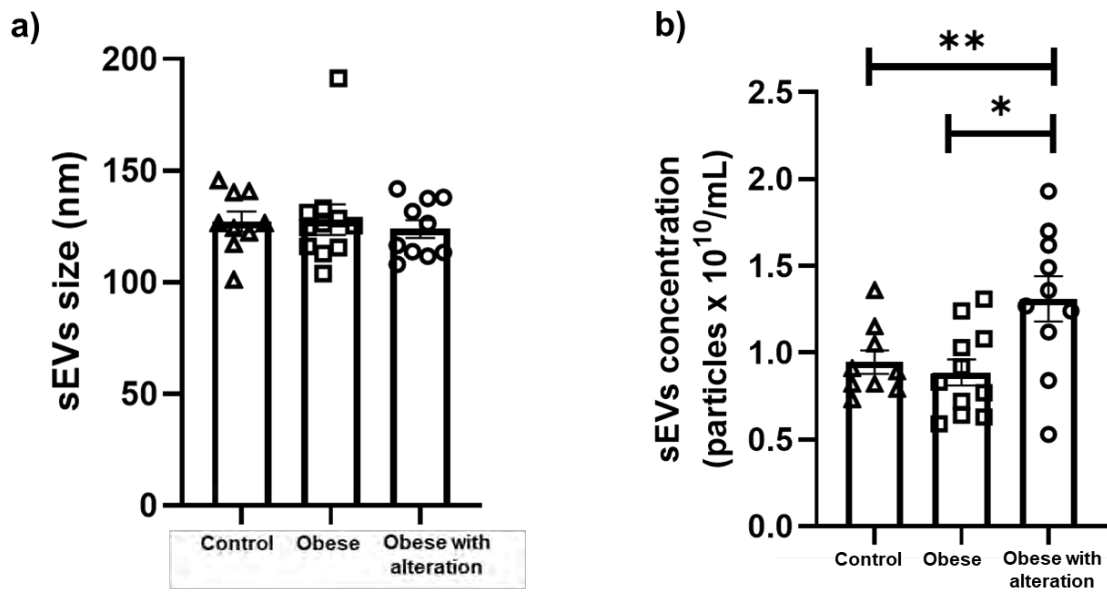 a)
200
150
100
50
0
sEVs size (nm)
Control
Obese
Obese with
alteration
b)
**
*
2.5
2.0
1.5
1.0
0.5
0.0
sEVs concentration
(particles x 10¹⁰/mL)
Control
Obese
Obese with
alteration